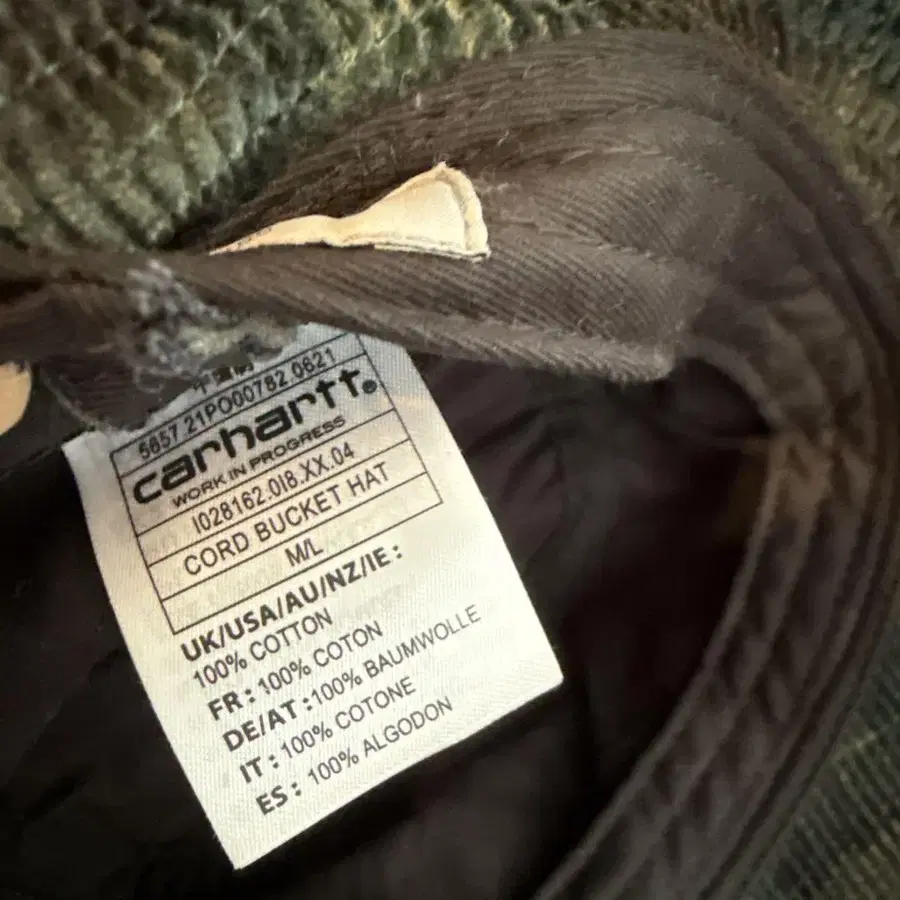 5657 21PO00782 0621
carhartt®
WORK IN PROGRESS
I028162.0I8.XX.04
CORD BUCKET HAT
M/L
UK/USA/AU/NZ/IE :
100% COTTON
FR : 100% COTON
DE/AT :100% BAUMWOLLE
IT : 100% COTONE
ES : 100% ALGODON